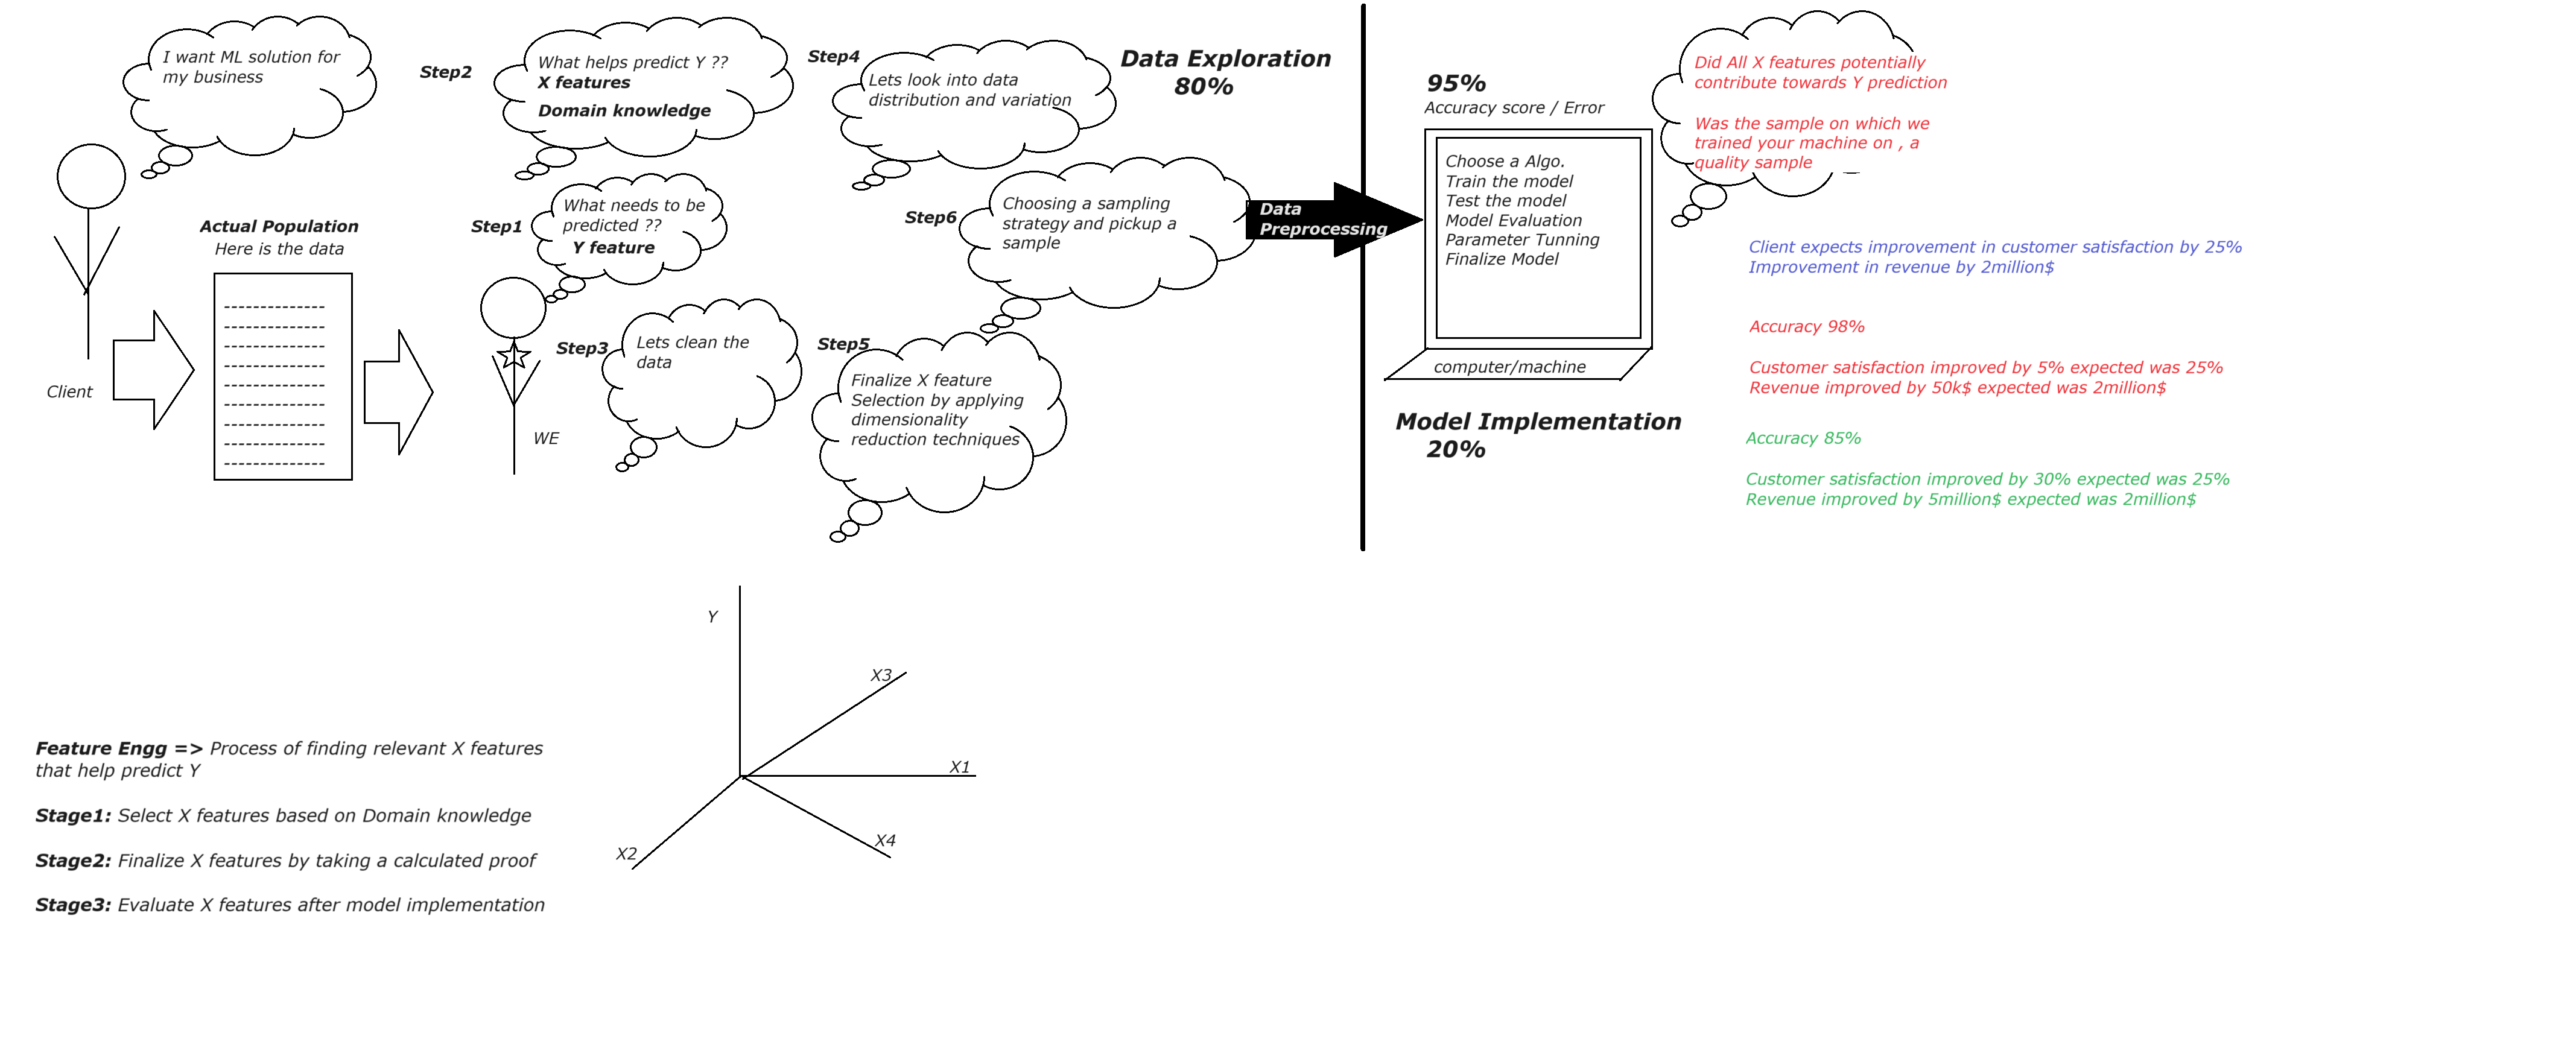 I want ML solution for
my business
Client
Actual Population
Here is the data
WE
Step1
What needs to be
predicted ??
Y feature
Step2
What helps predict Y ??
X features
Domain knowledge
Step3
Lets clean the
data
Step4
Lets look into data
distribution and variation
Step5
Finalize X feature
Selection by applying
dimensionality
reduction techniques
Step6
Choosing a sampling
strategy and pickup a
sample
Data Exploration
80%
Data
Preprocessing
95%
Accuracy score / Error
Choose a Algo.
Train the model
Test the model
Model Evaluation
Parameter Tunning
Finalize Model
computer/machine
Model Implementation
20%
Did All X features potentially
contribute towards Y prediction
Was the sample on which we
trained your machine on , a
quality sample
Client expects improvement in customer satisfaction by 25%
Improvement in revenue by 2million$
Accuracy 98%
Customer satisfaction improved by 5% expected was 25%
Revenue improved by 50k$ expected was 2million$
Accuracy 85%
Customer satisfaction improved by 30% expected was 25%
Revenue improved by 5million$ expected was 2million$
Feature Engg => Process of finding relevant X features
that help predict Y
Stage1: Select X features based on Domain knowledge
Stage2: Finalize X features by taking a calculated proof
Stage3: Evaluate X features after model implementation
Y
X3
X1
X4
X2